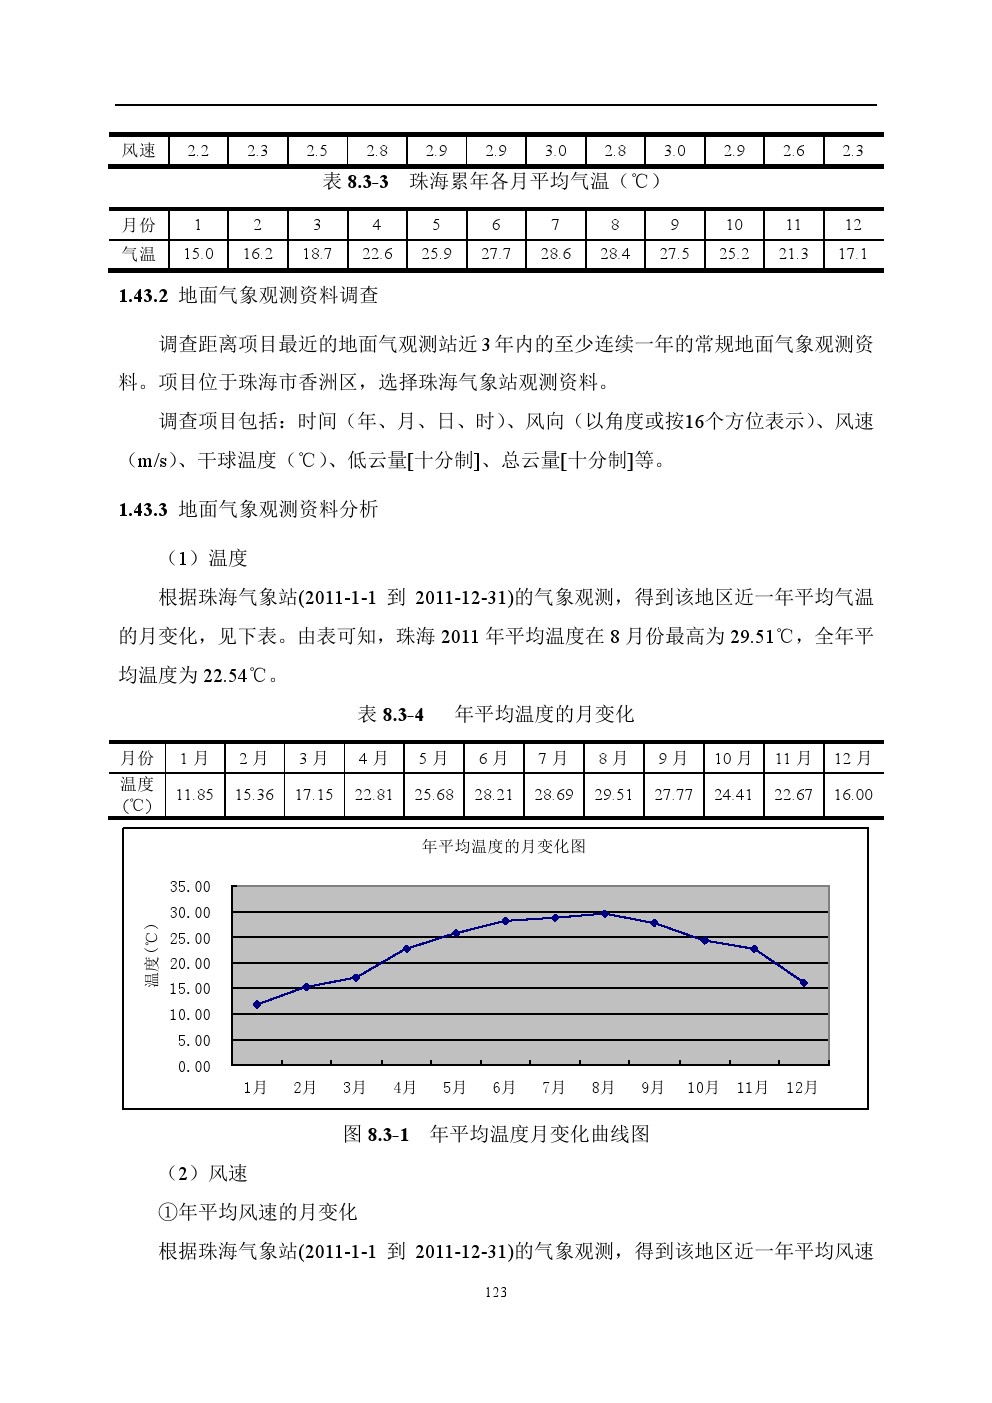 风速 2.2 2.3 2.5 2.8 2.9 2.9 3.0 2.8 3.0 2.9 2.6 2.3
表 8.3-3 珠海累年各月平均气温（℃）
月份 1 2 3 4 5 6 7 8 9 10 11 12
气温 15.0 16.2 18.7 22.6 25.9 27.7 28.6 28.4 27.5 25.2 21.3 17.1
1.43.2 地面气象观测资料调查
调查距离项目最近的地面气观测站近 3 年内的至少连续一年的常规地面气象观测资
料。项目位于珠海市香洲区，选择珠海气象站观测资料。
调查项目包括：时间（年、月、日、时）、风向（以角度或按16个方位表示）、风速
（m/s）、干球温度（℃）、低云量[十分制]、总云量[十分制]等。
1.43.3 地面气象观测资料分析
（1）温度
根据珠海气象站(2011-1-1 到 2011-12-31)的气象观测，得到该地区近一年平均气温
的月变化，见下表。由表可知，珠海 2011 年平均温度在 8 月份最高为 29.51℃，全年平
均温度为 22.54℃。
表 8.3-4 年平均温度的月变化
月份 1 月 2 月 3 月 4 月 5 月 6 月 7 月 8 月 9 月 10 月 11 月 12 月
温度
(℃) 11.85 15.36 17.15 22.81 25.68 28.21 28.69 29.51 27.77 24.41 22.67 16.00
年平均温度的月变化图
温度(℃)
35.00
30.00
25.00
20.00
15.00
10.00
5.00
0.00
1月 2月 3月 4月 5月 6月 7月 8月 9月 10月 11月 12月
图 8.3-1 年平均温度月变化曲线图
（2）风速
①年平均风速的月变化
根据珠海气象站(2011-1-1 到 2011-12-31)的气象观测，得到该地区近一年平均风速
123